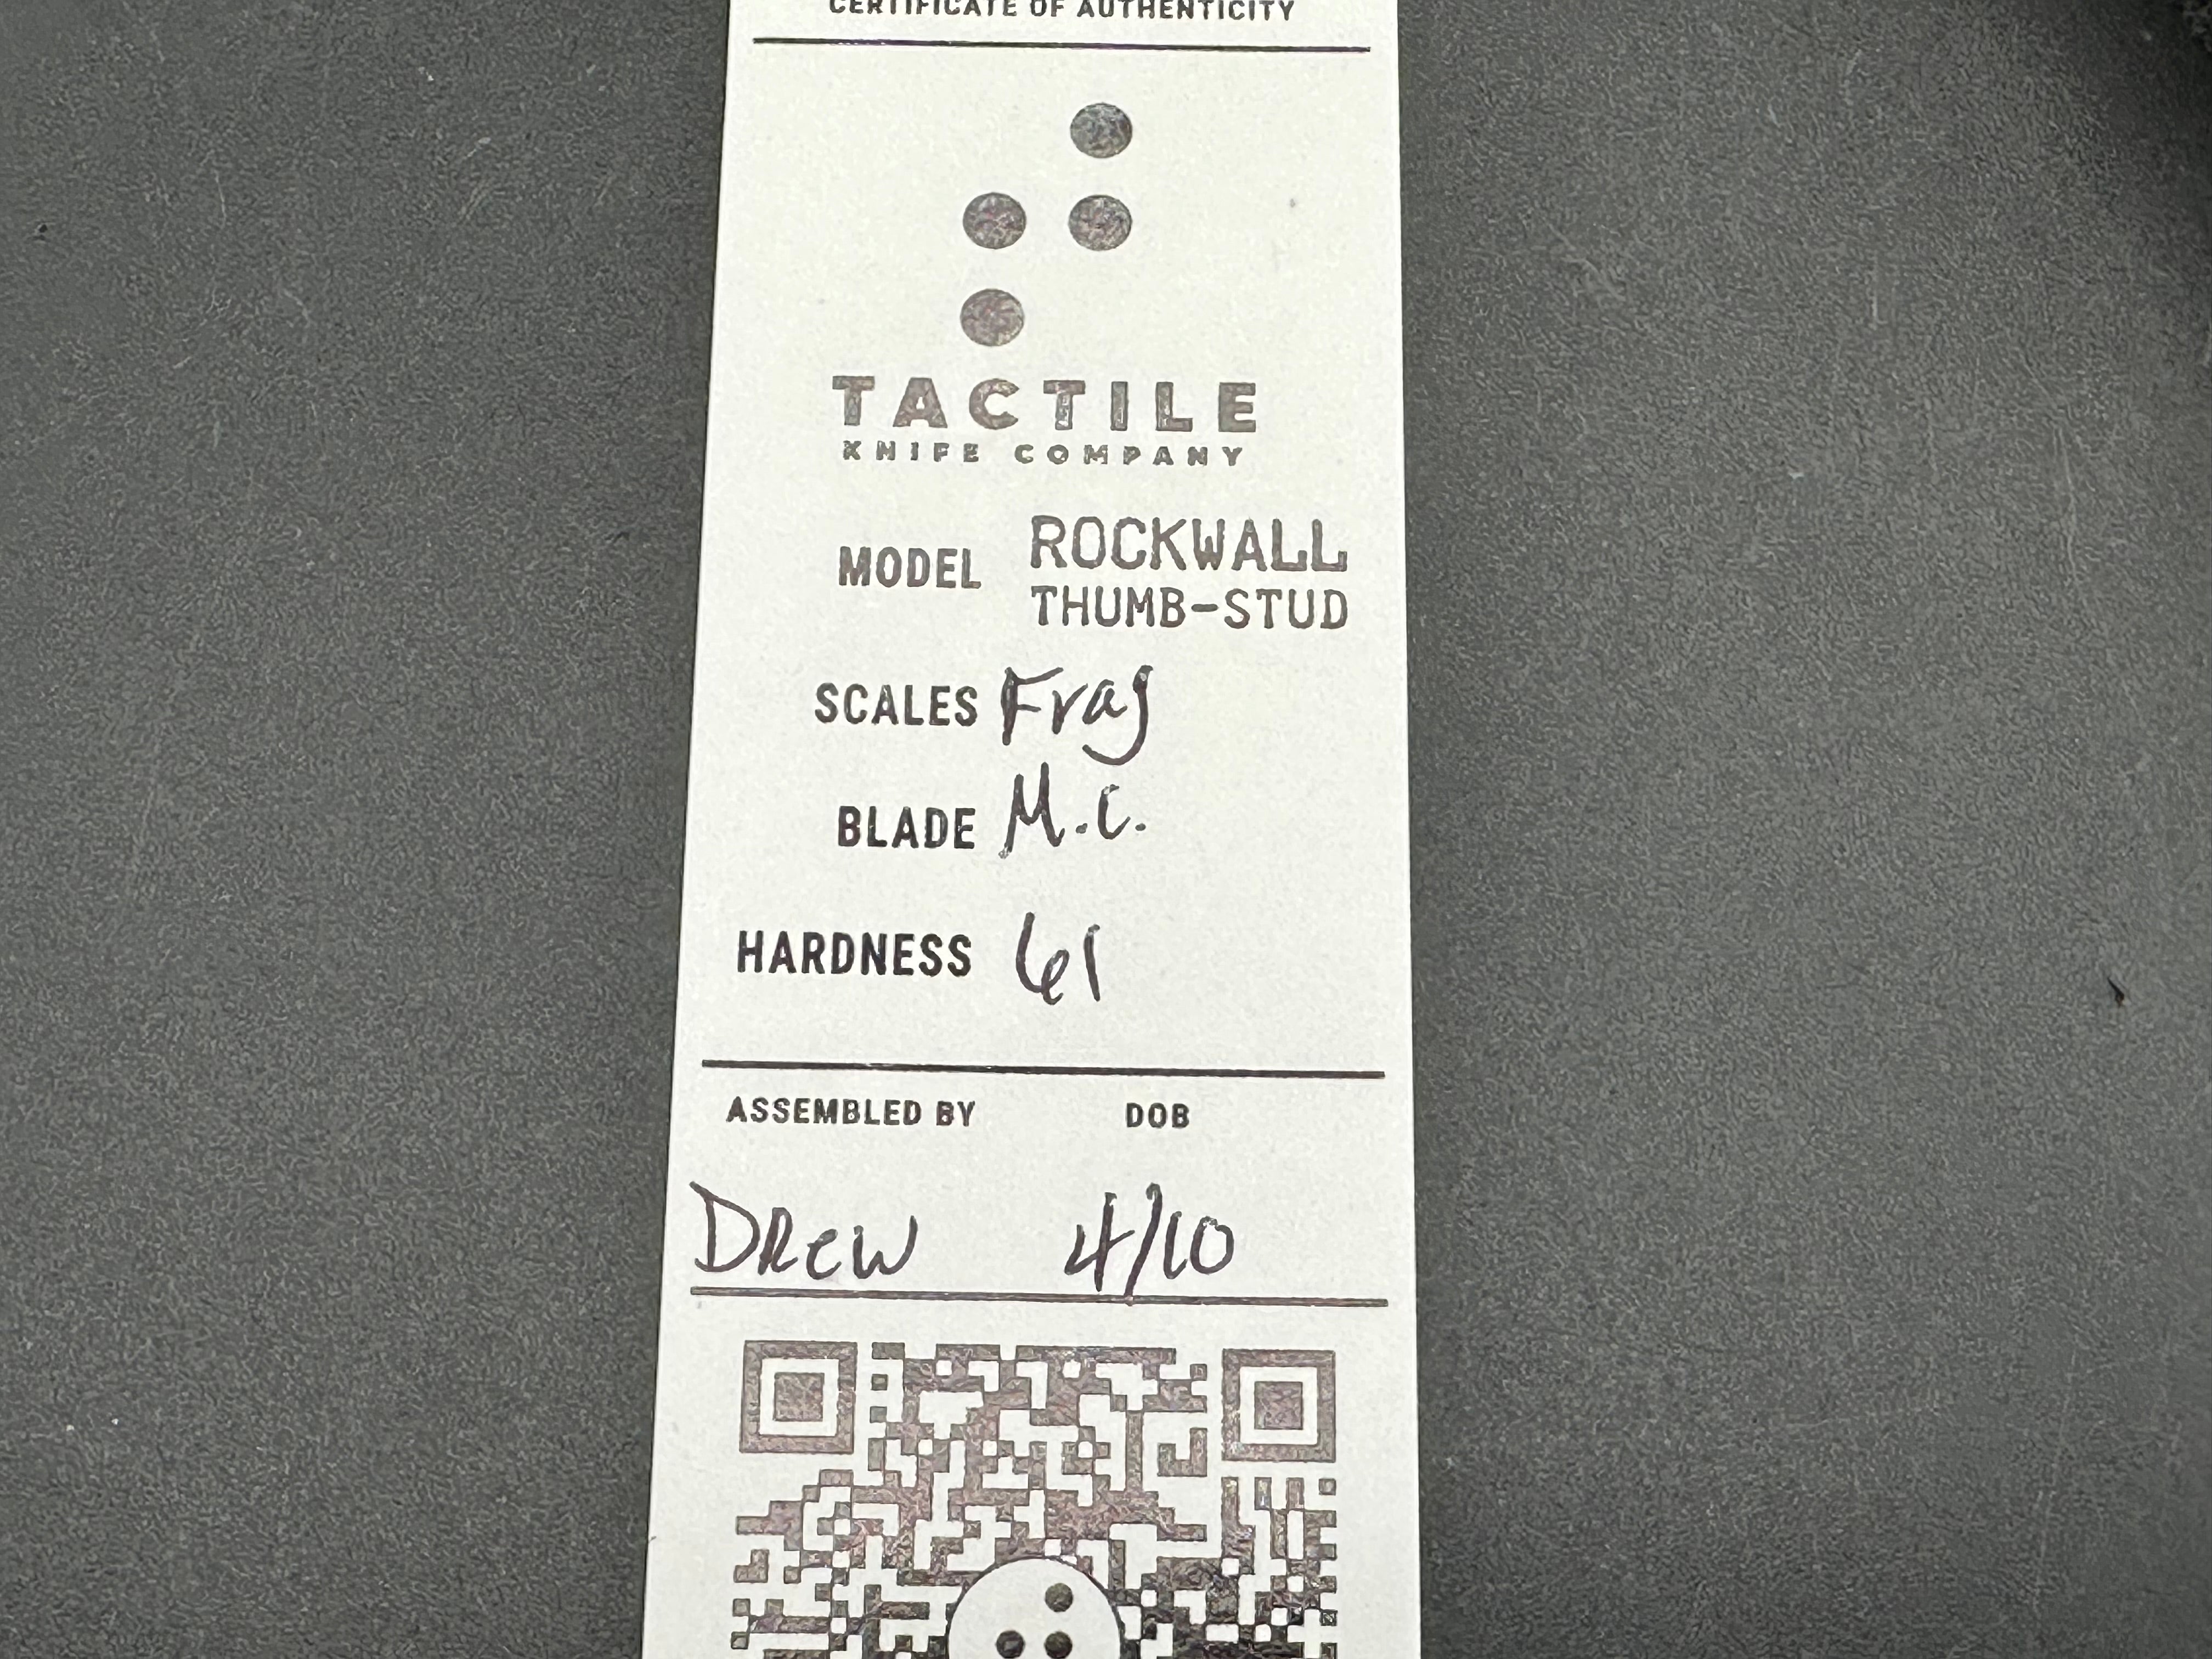 CERTIFICATE OF AUTHENTICITY
TACTILE
KNIFE COMPANY
MODEL ROCKWALL
THUMB-STUD
SCALES Frag
BLADE M.C.
HARDNESS 61
ASSEMBLED BY DOB
DREW 4/10